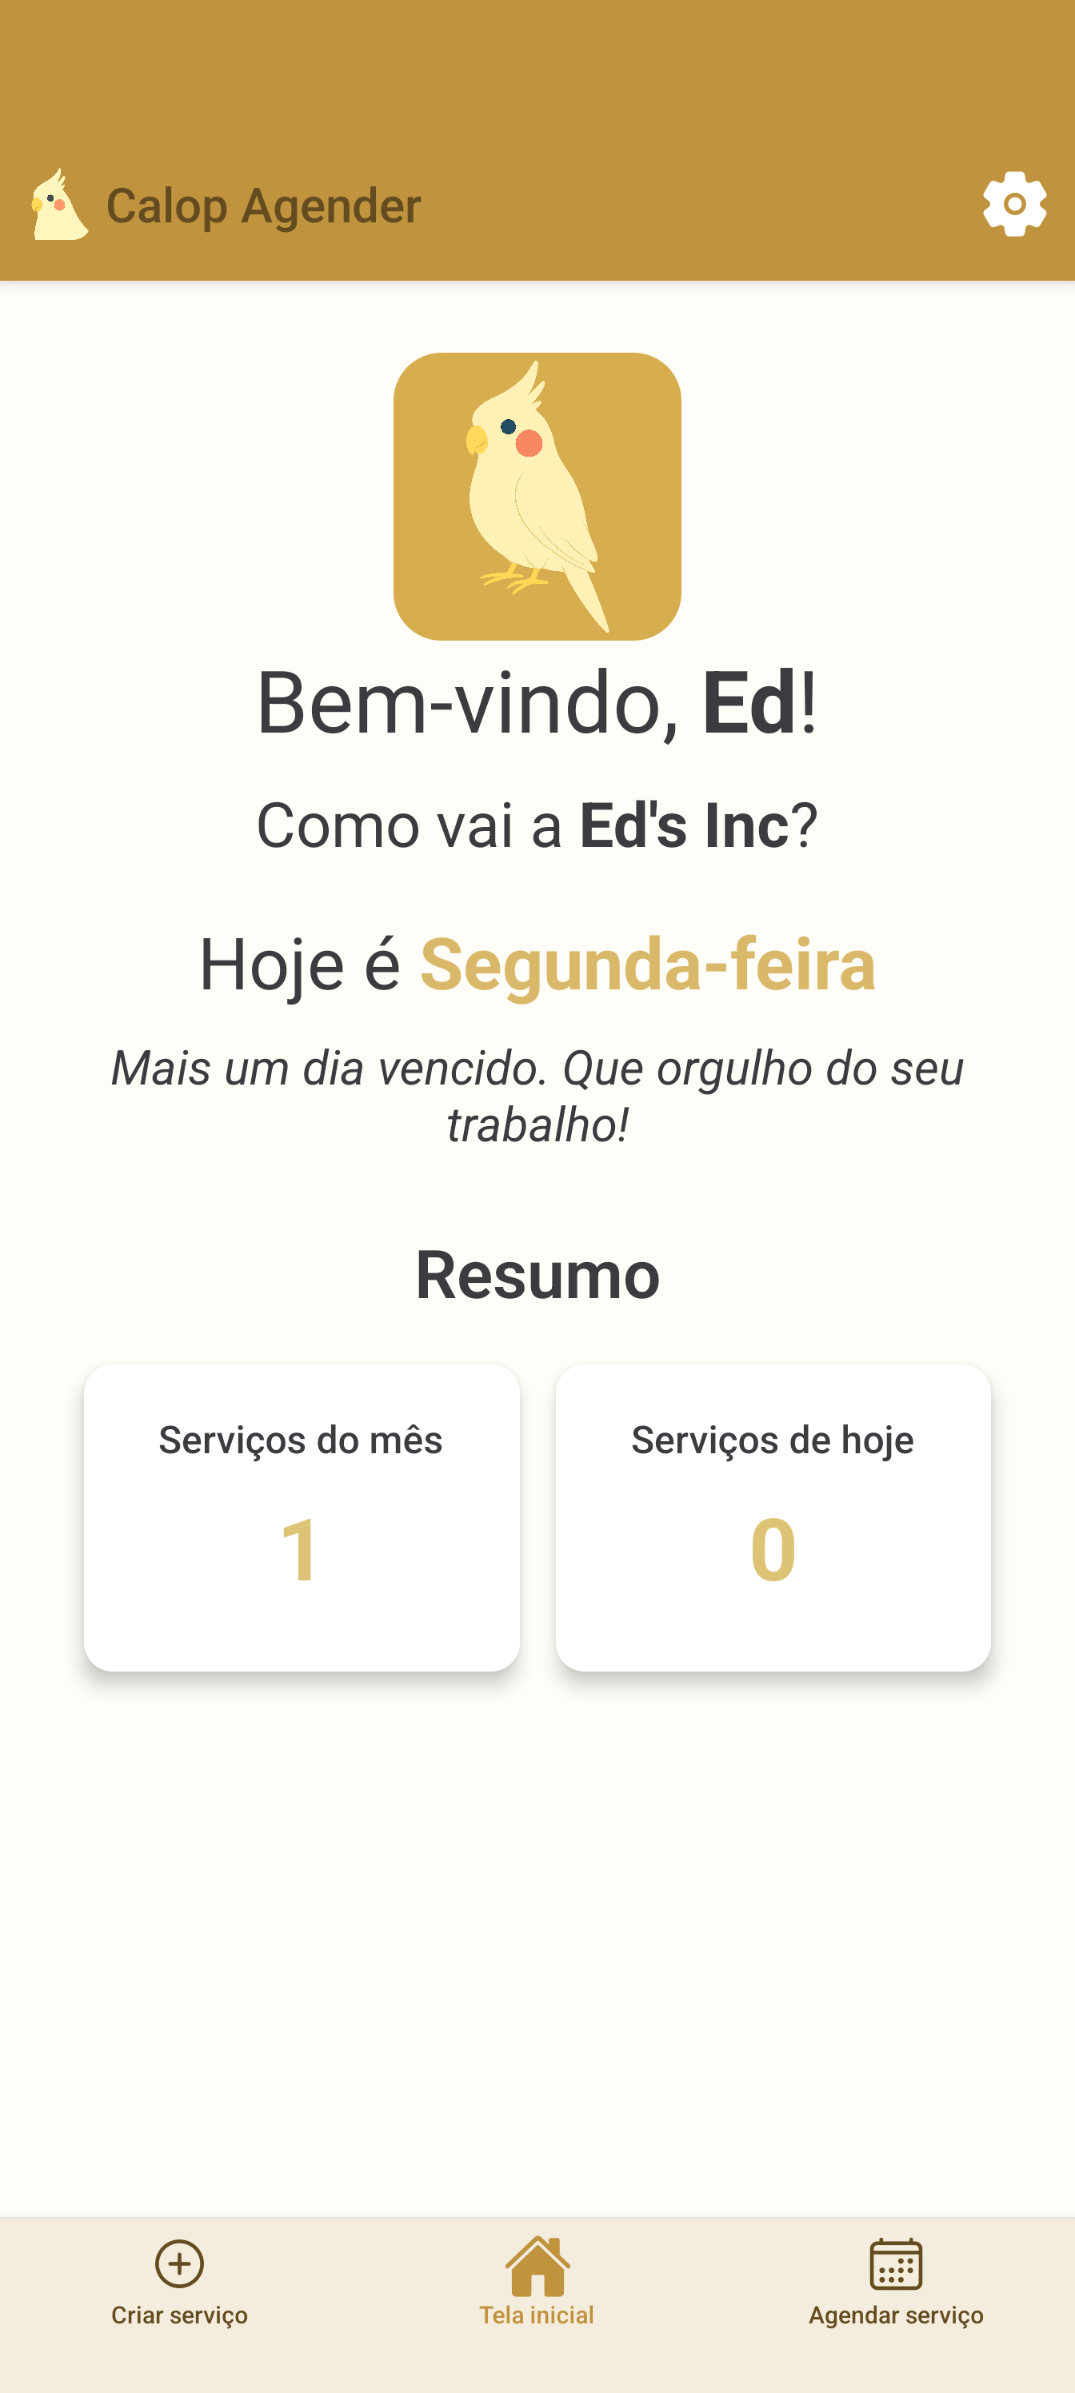 Calop Agender
Bem-vindo, Ed!
Como vai a Ed's Inc?
Hoje é Segunda-feira
Mais um dia vencido. Que orgulho do seu
trabalho!
Resumo
Serviços do mês
1
Serviços de hoje
0
Criar serviço
Tela inicial
Agendar serviço